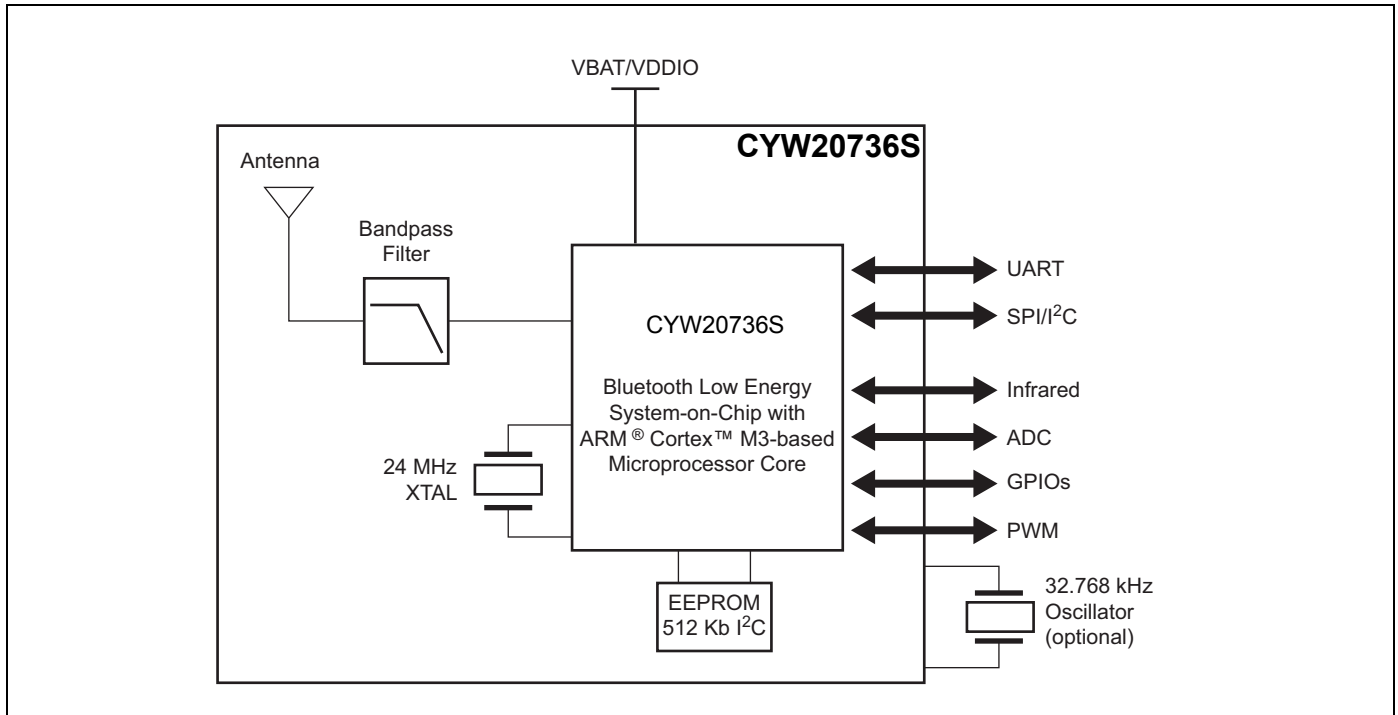 VBAT/VDDIO
CYW20736S
Antenna
Bandpass
Filter
CYW20736S
Bluetooth Low Energy
System-on-Chip with
ARM ® Cortex™ M3-based
Microprocessor Core
24 MHz
XTAL
EEPROM
512 Kb I²C
UART
SPI/I²C
Infrared
ADC
GPIOs
PWM
32.768 kHz
Oscillator
(optional)